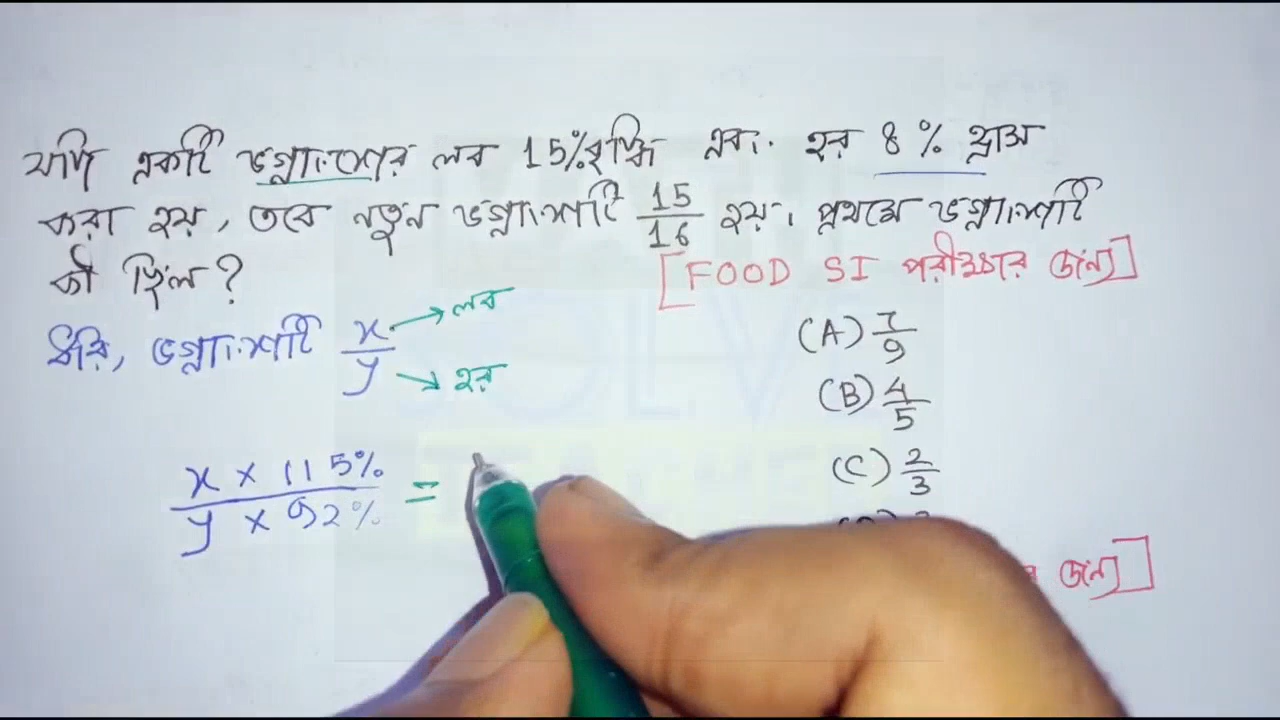 যদি একটি ভগ্নাংশের লব 15% বৃদ্ধি এবং হর 8% হ্রাস
করা হয়, তবে নতুন ভগ্নাংশটি 15/16 হয়। প্রথমে ভগ্নাংশটি
কী ছিল?
[FOOD SI পরীক্ষার জন্য]
ধরি, ভগ্নাংশটি x/y
→ লব
→ হর
(A) 7/9
(B) 4/5
(C) 2/3
x × 115% / y × 92% =
জন্য]